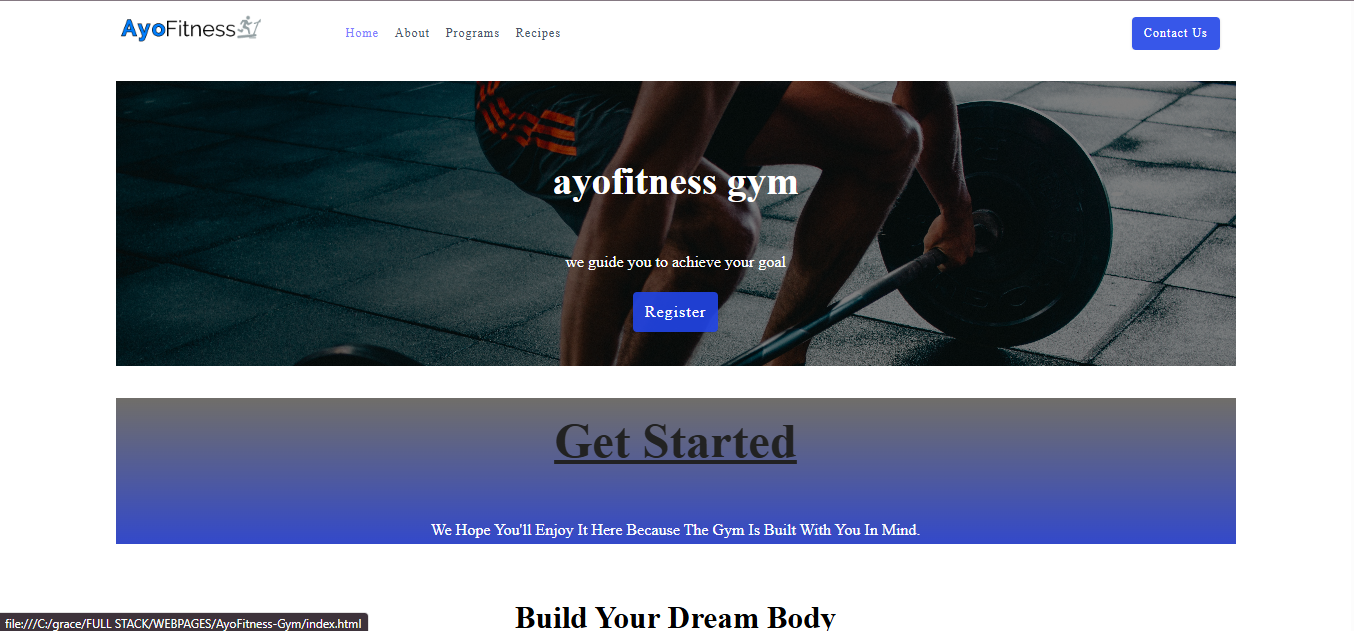 AyoFitness
Home About Programs Recipes
Contact Us
ayofitness gym
we guide you to achieve your goal
Register
Get Started
We Hope You'll Enjoy It Here Because The Gym Is Built With You In Mind.
Build Your Dream Body
file:///C:/grace/FULL STACK/WEBPAGES/AyoFitness-Gym/index.html